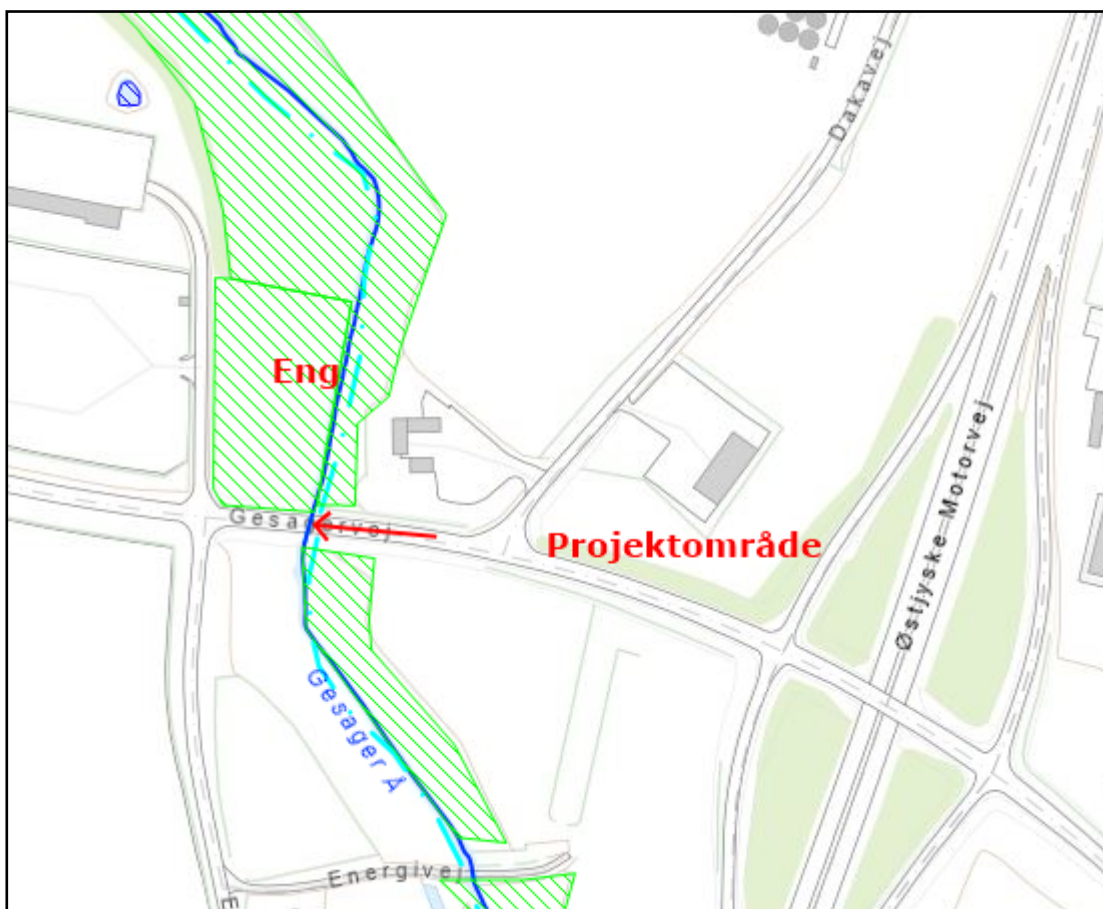 Dakavej
Eng
Gesagervej
Projektområde
Østjyske Motorvej
Gesager Å
Energivej
E